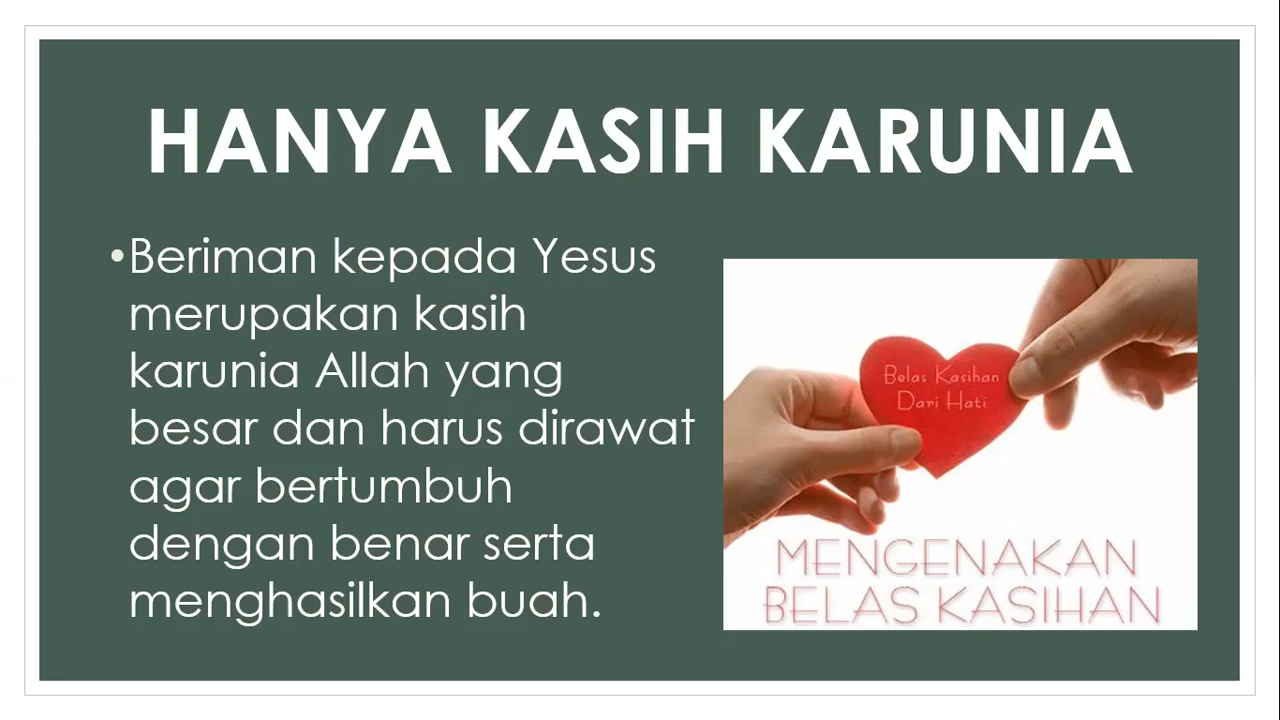 HANYA KASIH KARUNIA
•Beriman kepada Yesus
merupakan kasih
karunia Allah yang
besar dan harus dirawat
agar bertumbuh
dengan benar serta
menghasilkan buah.
Belas Kasihan
Dari Hati
MENGENAKAN
BELAS KASIHAN